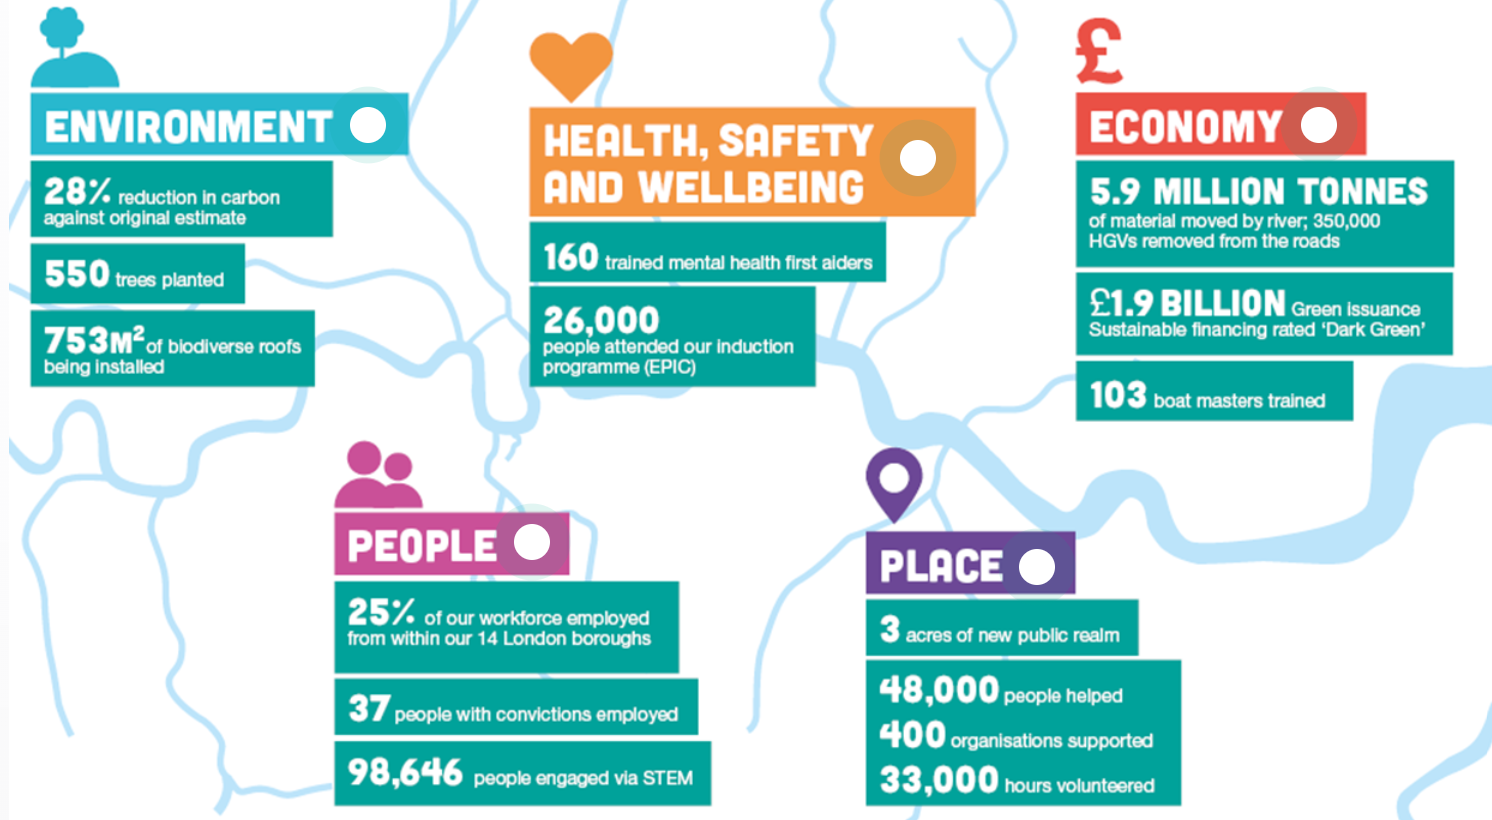 ENVIRONMENT
28% reduction in carbon
against original estimate
550 trees planted
753M² of biodiverse roofs
being installed
HEALTH, SAFETY
AND WELLBEING
160 trained mental health first aiders
26,000
people attended our induction
programme (EPIC)
£
ECONOMY
5.9 MILLION TONNES
of material moved by river; 350,000
HGVs removed from the roads
£1.9 BILLION Green issuance
Sustainable financing rated ‘Dark Green’
103 boat masters trained
PEOPLE
25% of our workforce employed
from within our 14 London boroughs
37 people with convictions employed
98,646 people engaged via STEM
PLACE
3 acres of new public realm
48,000 people helped
400 organisations supported
33,000 hours volunteered